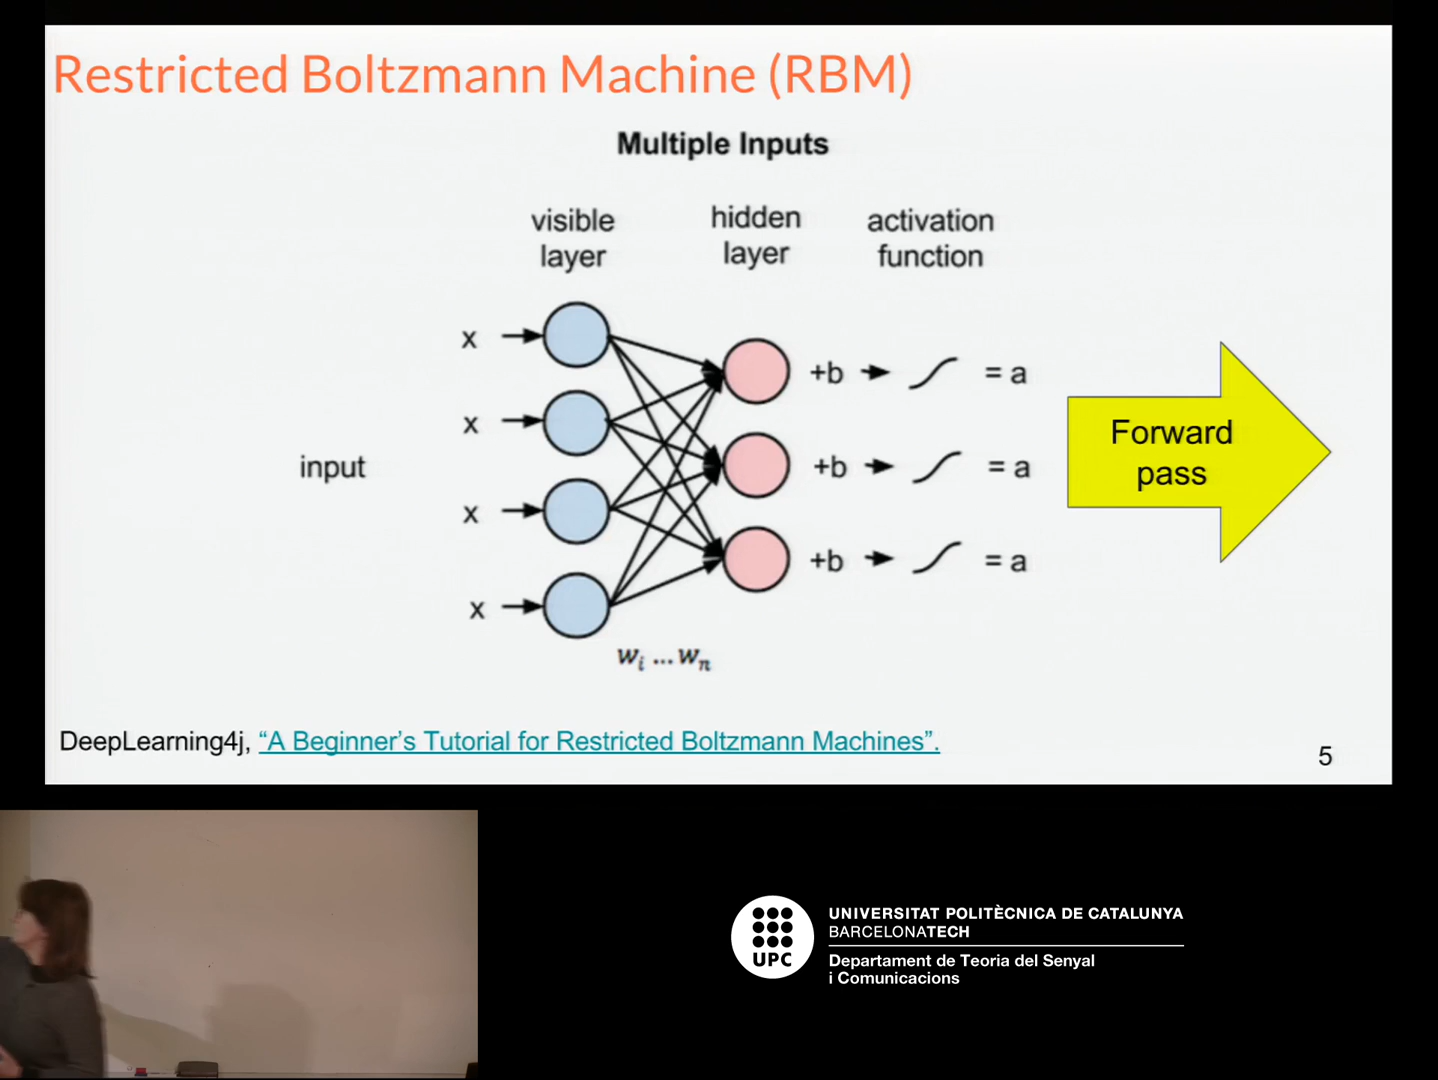 Restricted Boltzmann Machine (RBM)
Multiple Inputs
visible
layer
hidden
layer
activation
function
input
x
x
x
x
+b
= a
+b
= a
+b
= a
wi ... wn
Forward
pass
DeepLearning4j, “A Beginner’s Tutorial for Restricted Boltzmann Machines”.
5
UPC
UNIVERSITAT POLITÈCNICA DE CATALUNYA
BARCELONATECH
Departament de Teoria del Senyal
i Comunicacions